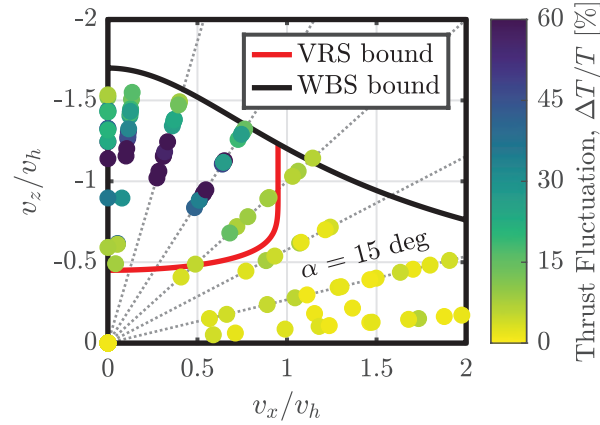 -2
-1.5
-1
-0.5
0
0
0.5
1
1.5
2
v_x/v_h
v_z/v_h
VRS bound
WBS bound
α = 15 deg
60
45
30
15
0
Thrust Fluctuation, ΔT/T [%]